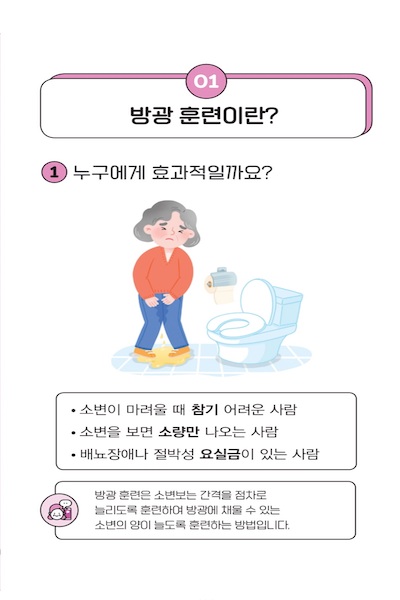 01
방광 훈련이란?
1 누구에게 효과적일까요?
• 소변이 마려울 때 참기 어려운 사람
• 소변을 보면 소량만 나오는 사람
• 배뇨장애나 절박성 요실금이 있는 사람
방광 훈련은 소변보는 간격을 점차로
늘리도록 훈련하여 방광에 채울 수 있는
소변의 양이 늘도록 훈련하는 방법입니다.